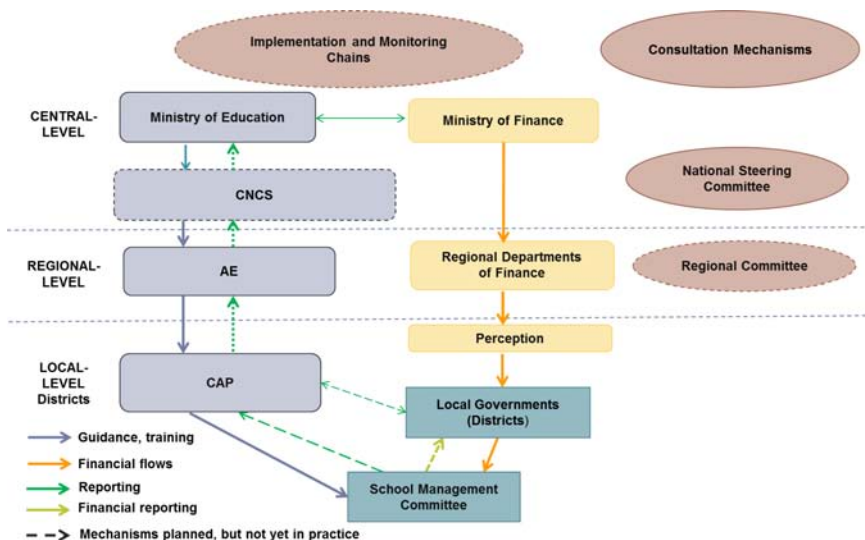 Implementation and Monitoring
Chains
Consultation Mechanisms
CENTRAL-
LEVEL
Ministry of Education
Ministry of Finance
CNCS
National Steering
Committee
REGIONAL-
LEVEL
AE
Regional Departments
of Finance
Regional Committee
Perception
LOCAL-
LEVEL
Districts
CAP
Local Governments
(Districts)
Guidance, training
Financial flows
Reporting
Financial reporting
Mechanisms planned, but not yet in practice
School Management
Committee